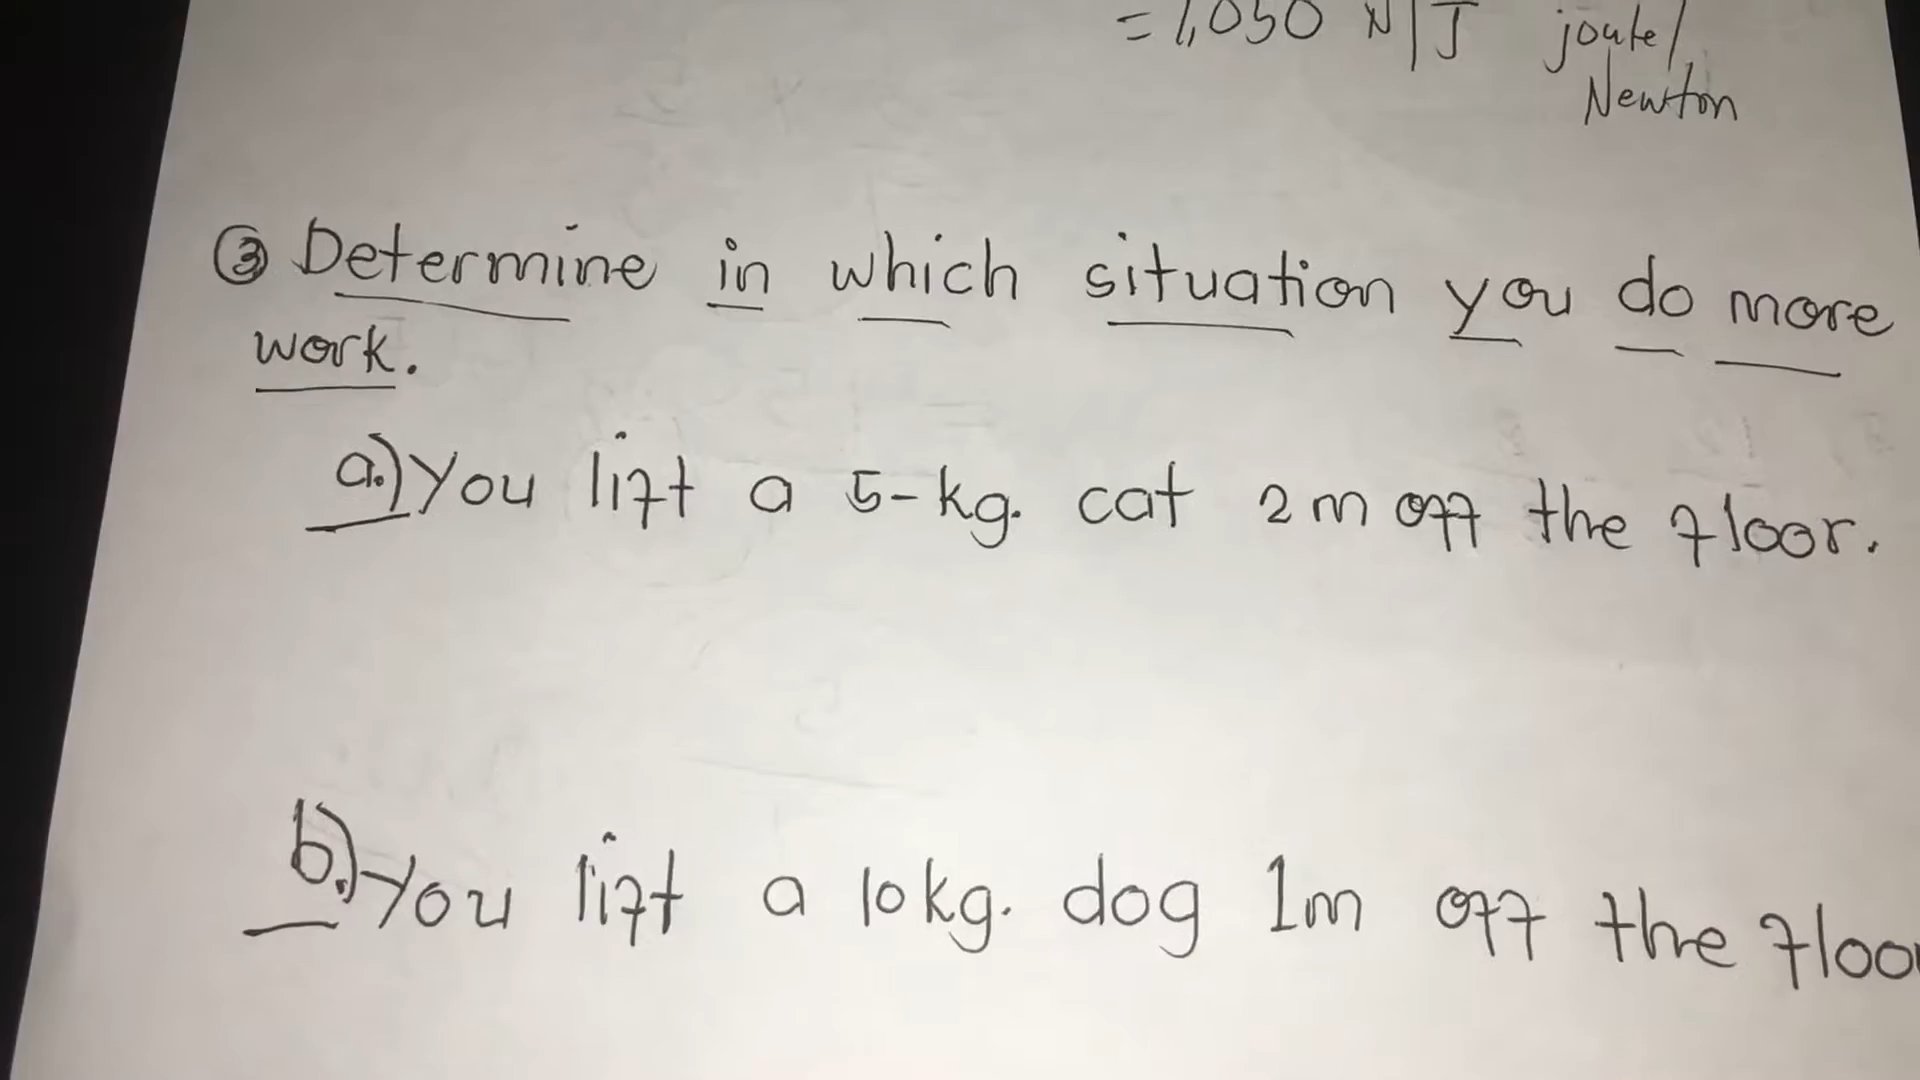 = 1,050 N/J joule/
Newton
③ Determine in which situation you do more
work.
a.) You lift a 5-kg. cat 2m off the floor.
b.) You lift a 10kg. dog 1m off the floo